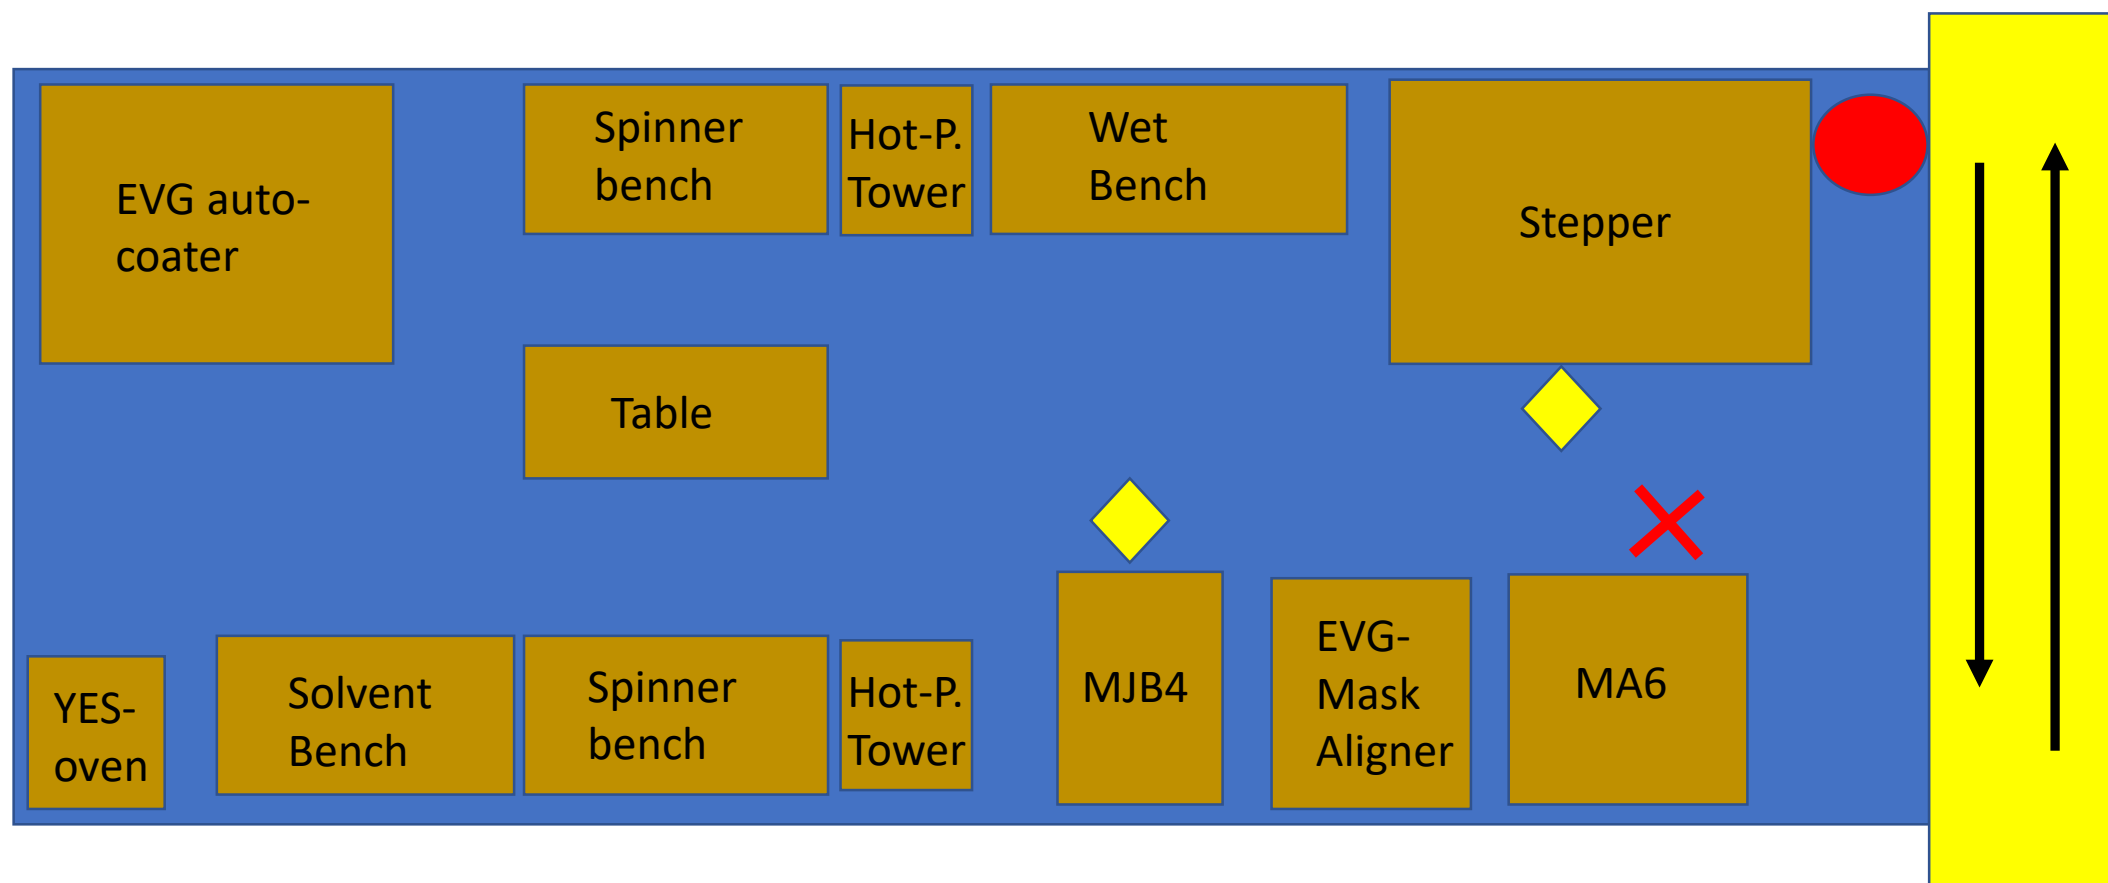 EVG auto-
coater
Spinner
bench
Hot-P.
Tower
Wet
Bench
Stepper
Table
YES-
oven
Solvent
Bench
Spinner
bench
Hot-P.
Tower
MJB4
EVG-
Mask
Aligner
MA6